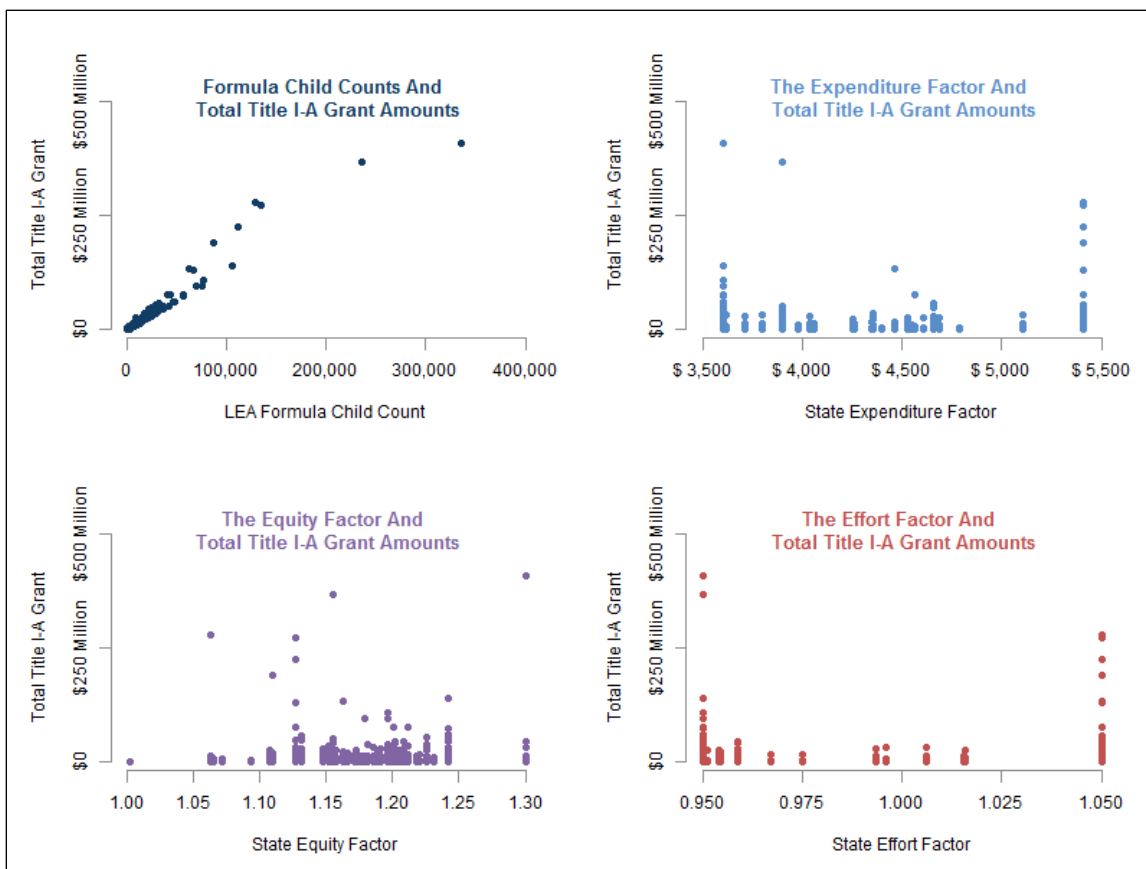 Formula Child Counts And
Total Title I-A Grant Amounts
Total Title I-A Grant
$500 Million
$250 Million
$0
0 100,000 200,000 300,000 400,000
LEA Formula Child Count
The Expenditure Factor And
Total Title I-A Grant Amounts
Total Title I-A Grant
$500 Million
$250 Million
$0
$ 3,500 $ 4,000 $ 4,500 $ 5,000 $ 5,500
State Expenditure Factor
The Equity Factor And
Total Title I-A Grant Amounts
Total Title I-A Grant
$500 Million
$250 Million
$0
1.00 1.05 1.10 1.15 1.20 1.25 1.30
State Equity Factor
The Effort Factor And
Total Title I-A Grant Amounts
Total Title I-A Grant
$500 Million
$250 Million
$0
0.950 0.975 1.000 1.025 1.050
State Effort Factor